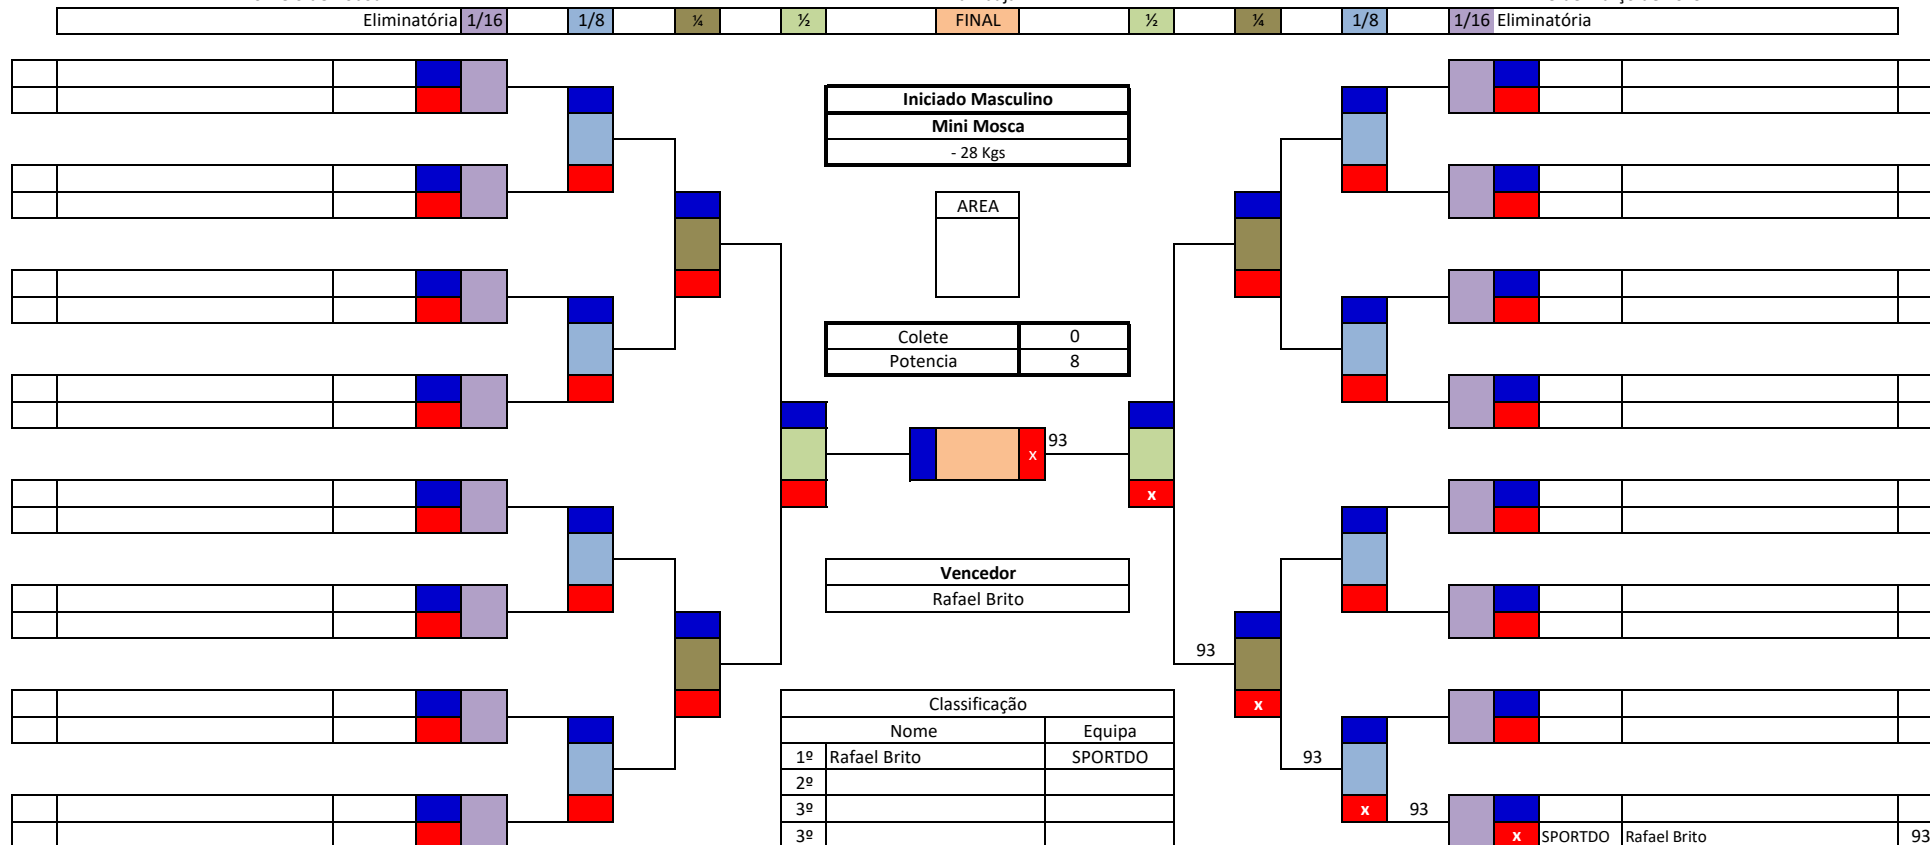 Eliminatória 1/16 1/8 ¼ ½ FINAL ½ ¼ 1/8 1/16 Eliminatória
Iniciado Masculino
Mini Mosca
- 28 Kgs
AREA
Colete 0
Potencia 8
x 93
x
Vencedor
Rafael Brito
93
x
Classificação
Nome Equipa
1º Rafael Brito SPORTDO
93
2º
3º
x 93
3º
x SPORTDO Rafael Brito 93